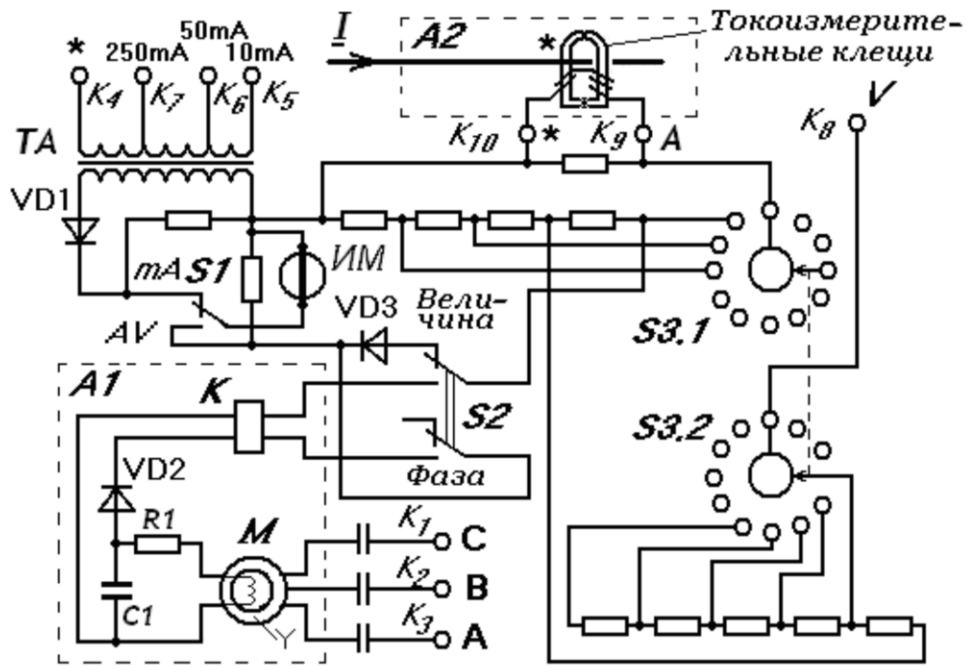 50mA
* 250mA 10mA
K4 K7 K6 K5
TA
VD1
I
A2
*
Токоизмерите-
льные клещи
K10 * K9 A
K8 V
mA S1
ИМ
AV
VD3
Вели-
чина
S3.1
A1
K
S2
S3.2
Фаза
VD2
R1
M
C1
Y
K1 C
K2 B
K3 A